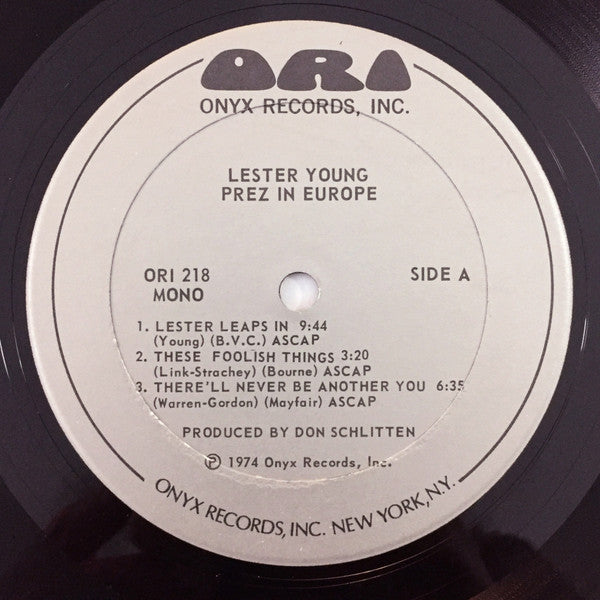 ORI
ONYX RECORDS, INC.
LESTER YOUNG
PREZ IN EUROPE
ORI 218
MONO
SIDE A
1. LESTER LEAPS IN 9:44
(Young) (B.V.C.) ASCAP
2. THESE FOOLISH THINGS 3:20
(Link-Strachey) (Bourne) ASCAP
3. THERE'LL NEVER BE ANOTHER YOU 6:35
(Warren-Gordon) (Mayfair) ASCAP
PRODUCED BY DON SCHLITTEN
℗ 1974 Onyx Records, Inc.
ONYX RECORDS, INC. NEW YORK, N.Y.